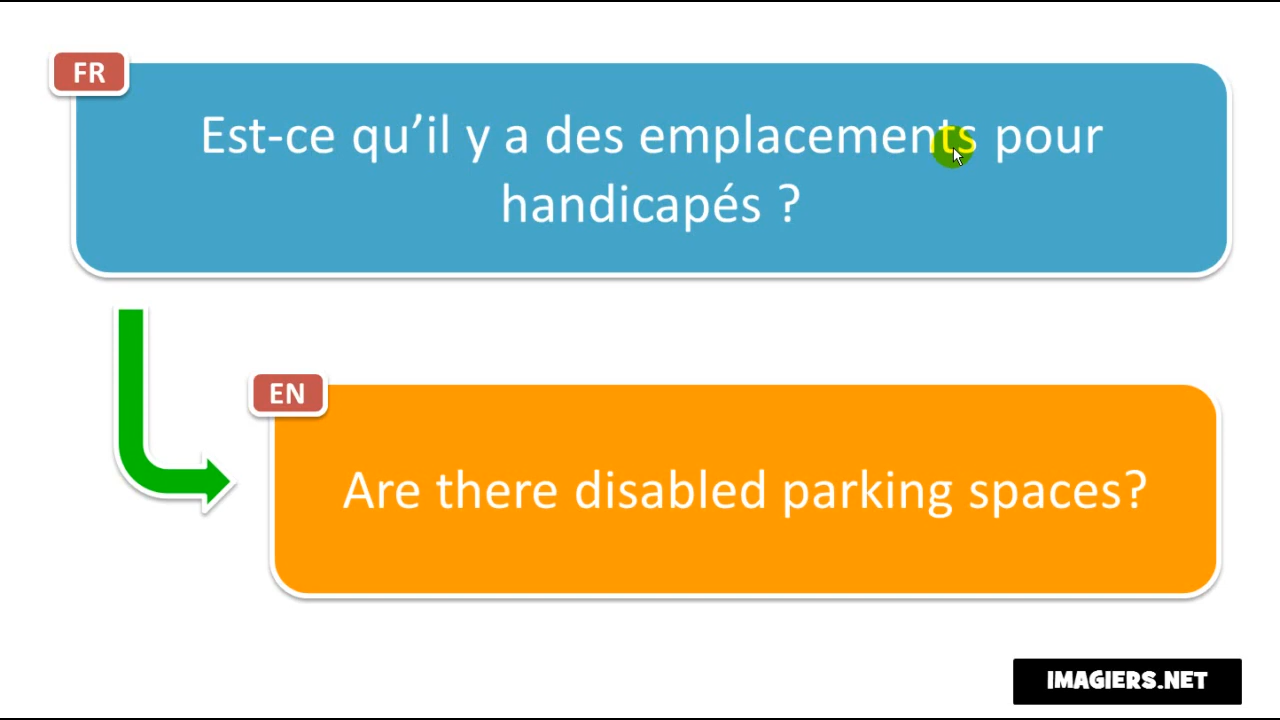 FR
Est-ce qu’il y a des emplacements pour
handicapés ?
EN
Are there disabled parking spaces?
IMAGIERS.NET